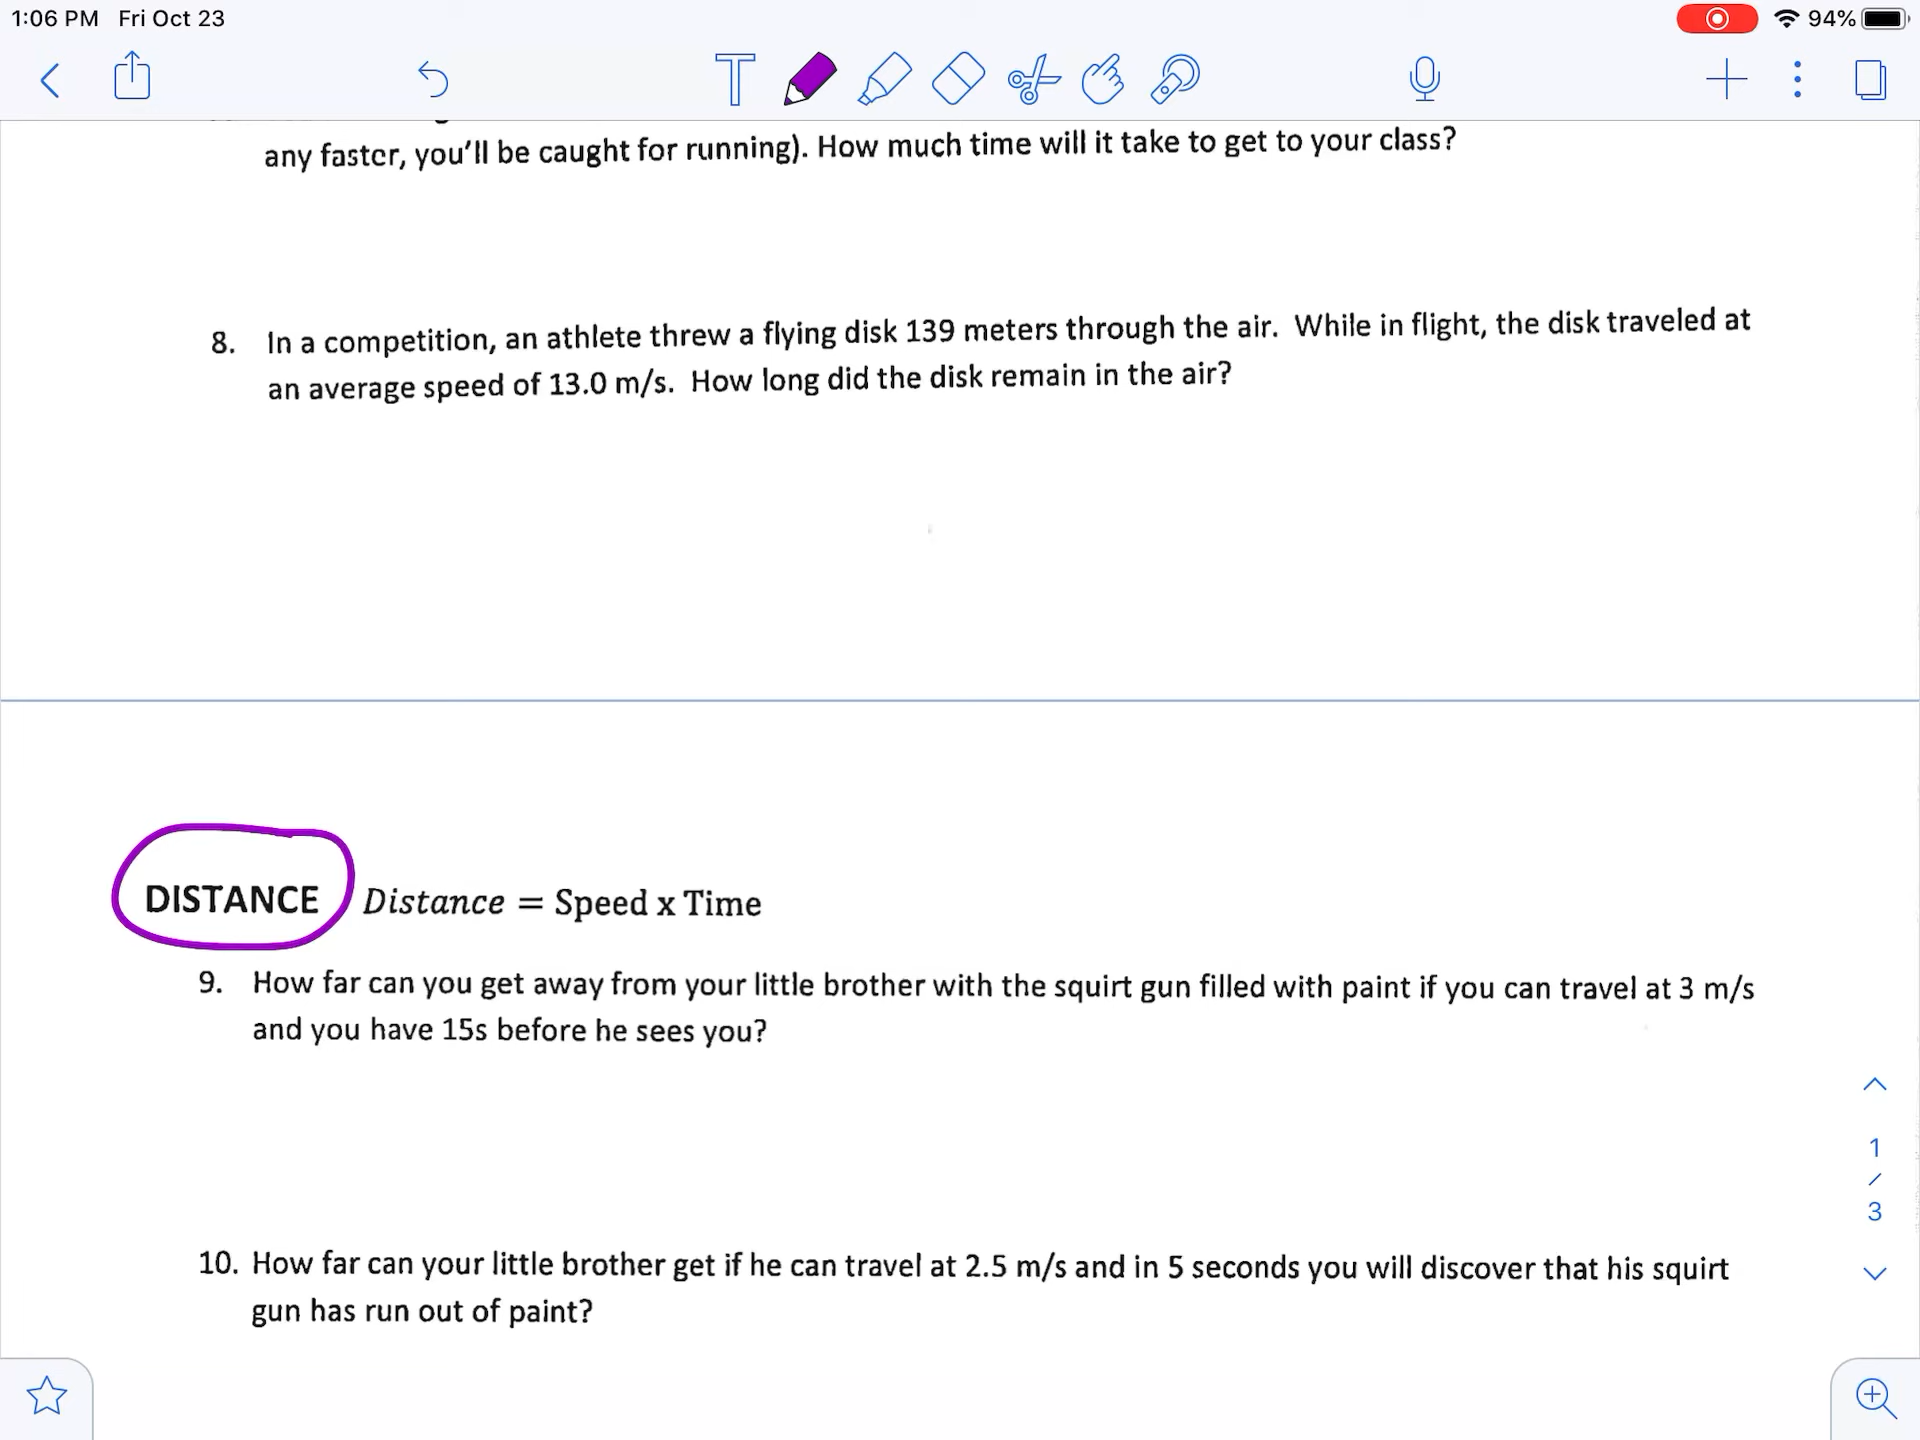 1:06 PM Fri Oct 23
94%
any faster, you'll be caught for running). How much time will it take to get to your class?
8. In a competition, an athlete threw a flying disk 139 meters through the air. While in flight, the disk traveled at
an average speed of 13.0 m/s. How long did the disk remain in the air?
DISTANCE Distance = Speed x Time
9. How far can you get away from your little brother with the squirt gun filled with paint if you can travel at 3 m/s
and you have 15s before he sees you?
1
/
3
10. How far can your little brother get if he can travel at 2.5 m/s and in 5 seconds you will discover that his squirt
gun has run out of paint?